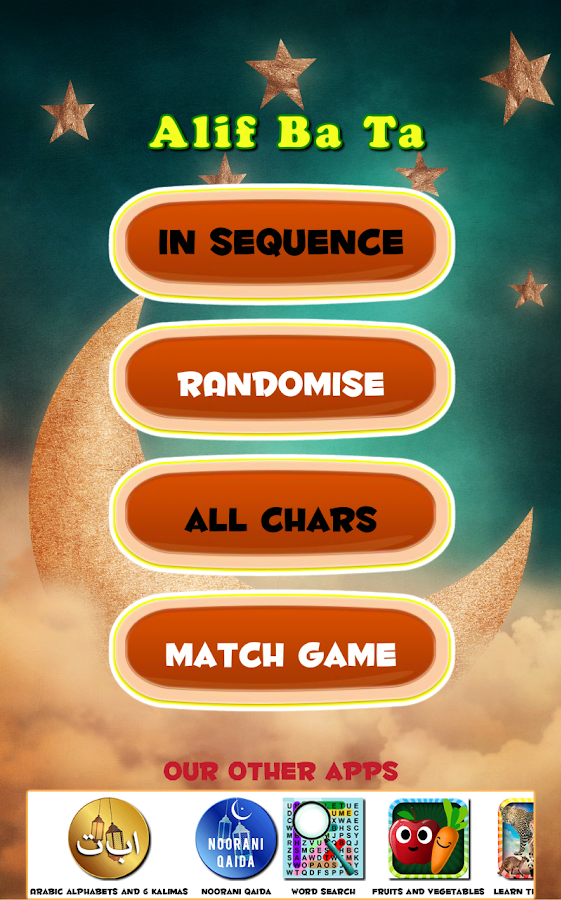 Alif Ba Ta
IN SEQUENCE
RANDOMISE
ALL CHARS
MATCH GAME
OUR OTHER APPS
ا ب ت
NOORANI
QAIDA
ARABIC ALPHABETS AND 6 KALIMAS
NOORANI QAIDA
WORD SEARCH
FRUITS AND VEGETABLES
LEARN